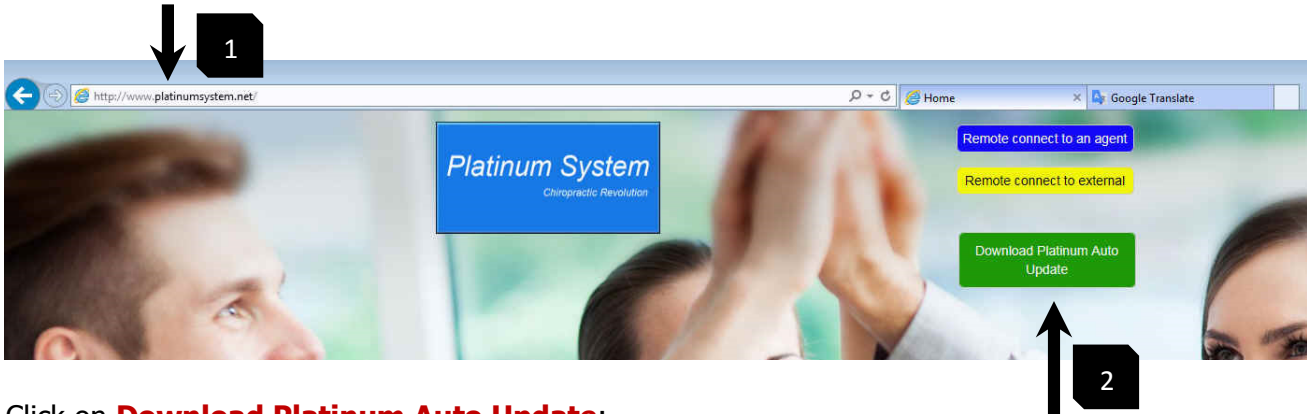 1
http://www.platinumsystem.net/
Home
Google Translate
Platinum System
Chiropractic Revolution
Remote connect to an agent
Remote connect to external
Download Platinum Auto
Update
2
Click on Download Platinum Auto Update: